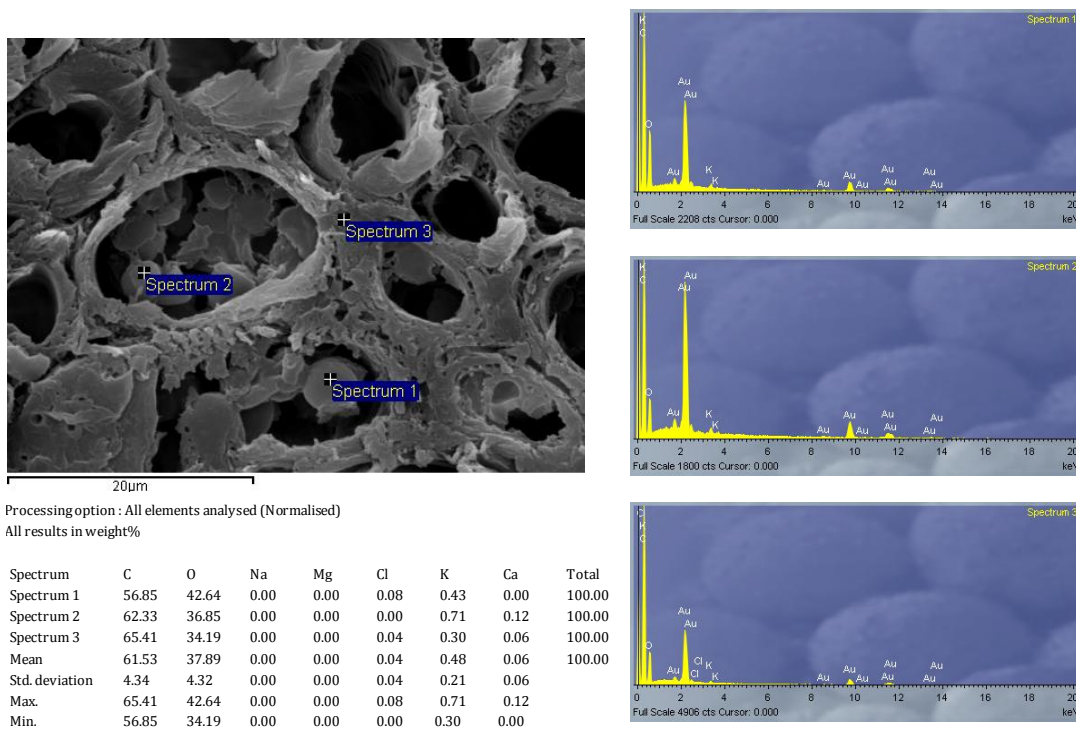 Spectrum 3
Spectrum 2
Spectrum 1
20µm
Processing option : All elements analysed (Normalised)
All results in weight%
Spectrum C O Na Mg Cl K Ca Total
Spectrum 1 56.85 42.64 0.00 0.00 0.08 0.43 0.00 100.00
Spectrum 2 62.33 36.85 0.00 0.00 0.00 0.71 0.12 100.00
Spectrum 3 65.41 34.19 0.00 0.00 0.04 0.30 0.06 100.00
Mean 61.53 37.89 0.00 0.00 0.04 0.48 0.06 100.00
Std. deviation 4.34 4.32 0.00 0.00 0.04 0.21 0.06
Max. 65.41 42.64 0.00 0.00 0.08 0.71 0.12
Min. 56.85 34.19 0.00 0.00 0.00 0.30 0.00
Spectrum 1
K
C
O
Au
Au
Au K
K
Au Au Au Au Au
Au Au
0 2 4 6 8 10 12 14 16 18 20
Full Scale 2208 cts Cursor: 0.000 keV
Spectrum 2
K
C
O
Au
Au
Au K
K
Au Au Au Au Au
Au Au
0 2 4 6 8 10 12 14 16 18 20
Full Scale 1800 cts Cursor: 0.000 keV
Spectrum 3
K
C
O
Au
Au
Au Cl K
Cl K
Au Au Au Au Au
Au Au
0 2 4 6 8 10 12 14 16 18 20
Full Scale 4906 cts Cursor: 0.000 keV